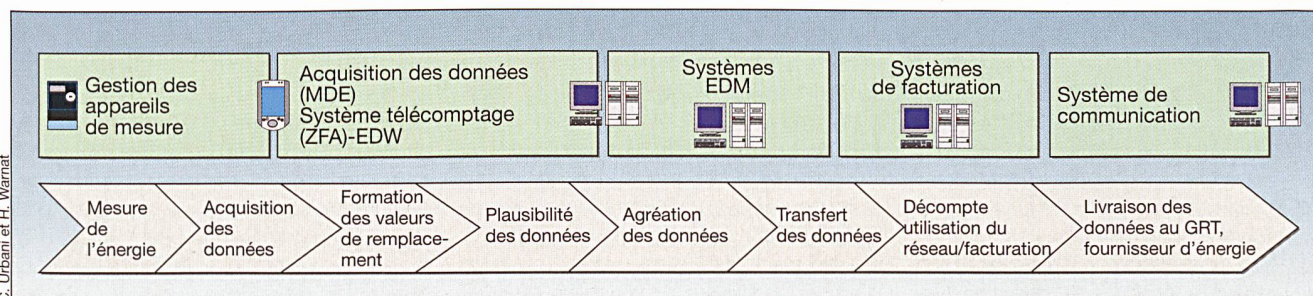 Gestion des
appareils
de mesure
Acquisition des données
(MDE)
Système télécomptage
(ZFA)-EDW
Systèmes
EDM
Systèmes
de facturation
Système de
communication
Mesure
de
l'énergie
Acquisition
des
données
Formation
des valeurs
de remplace-
ment
Plausibilité
des données
Agréation
des données
Transfert
des données
Décompte
utilisation du
réseau/facturation
Livraison des
données au GRT,
fournisseur d'énergie
Urbani et H. Warnat